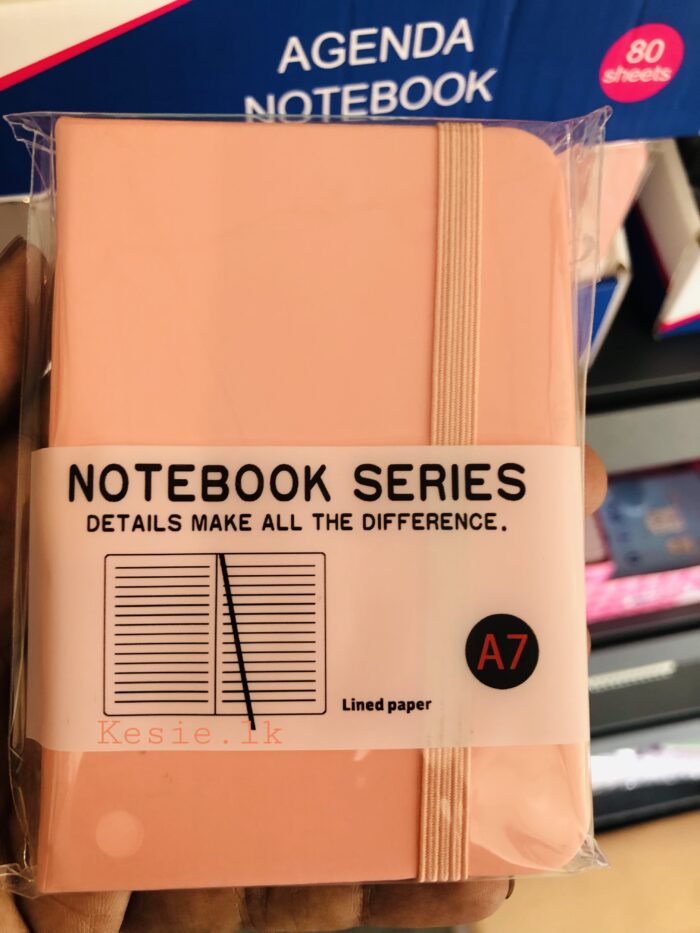 AGENDA
NOTEBOOK
80
sheets
NOTEBOOK SERIES
DETAILS MAKE ALL THE DIFFERENCE.
A7
Lined paper
Kesie.lk